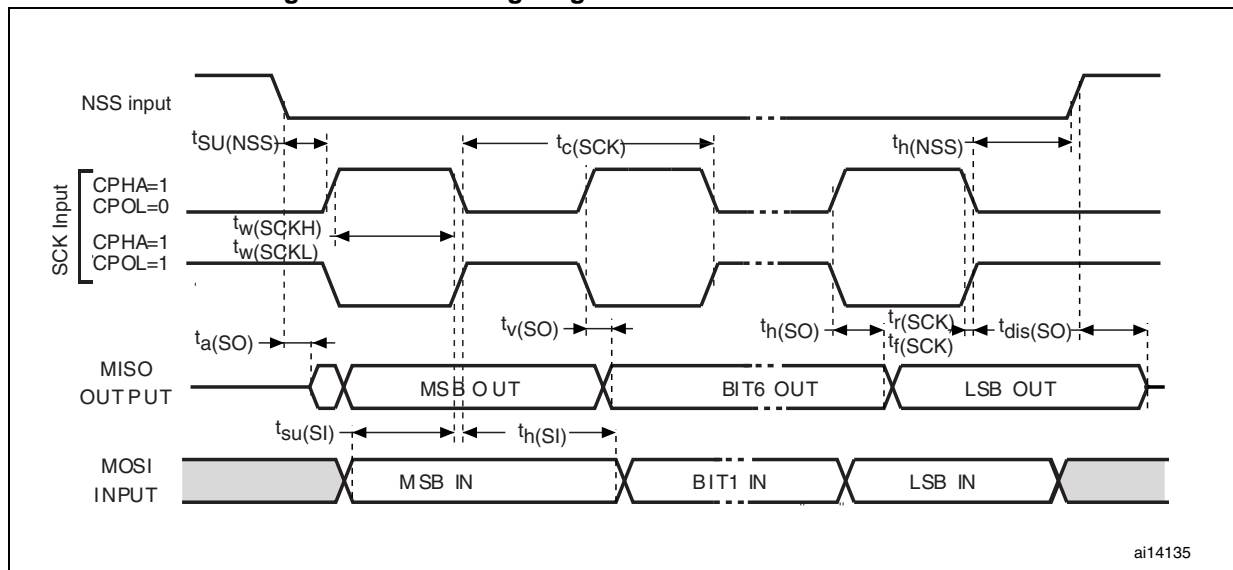 NSS input
tSU(NSS)
tc(SCK)
th(NSS)
SCK Input
CPHA=1
CPOL=0
tw(SCKH)
tw(SCKL)
CPHA=1
CPOL=1
ta(SO)
tv(SO)
th(SO)
tr(SCK)
tf(SCK)
tdis(SO)
MISO
OUTPUT
MSB OUT
BIT6 OUT
LSB OUT
tsu(SI)
th(SI)
MOSI
INPUT
MSB IN
BIT1 IN
LSB IN
ai14135